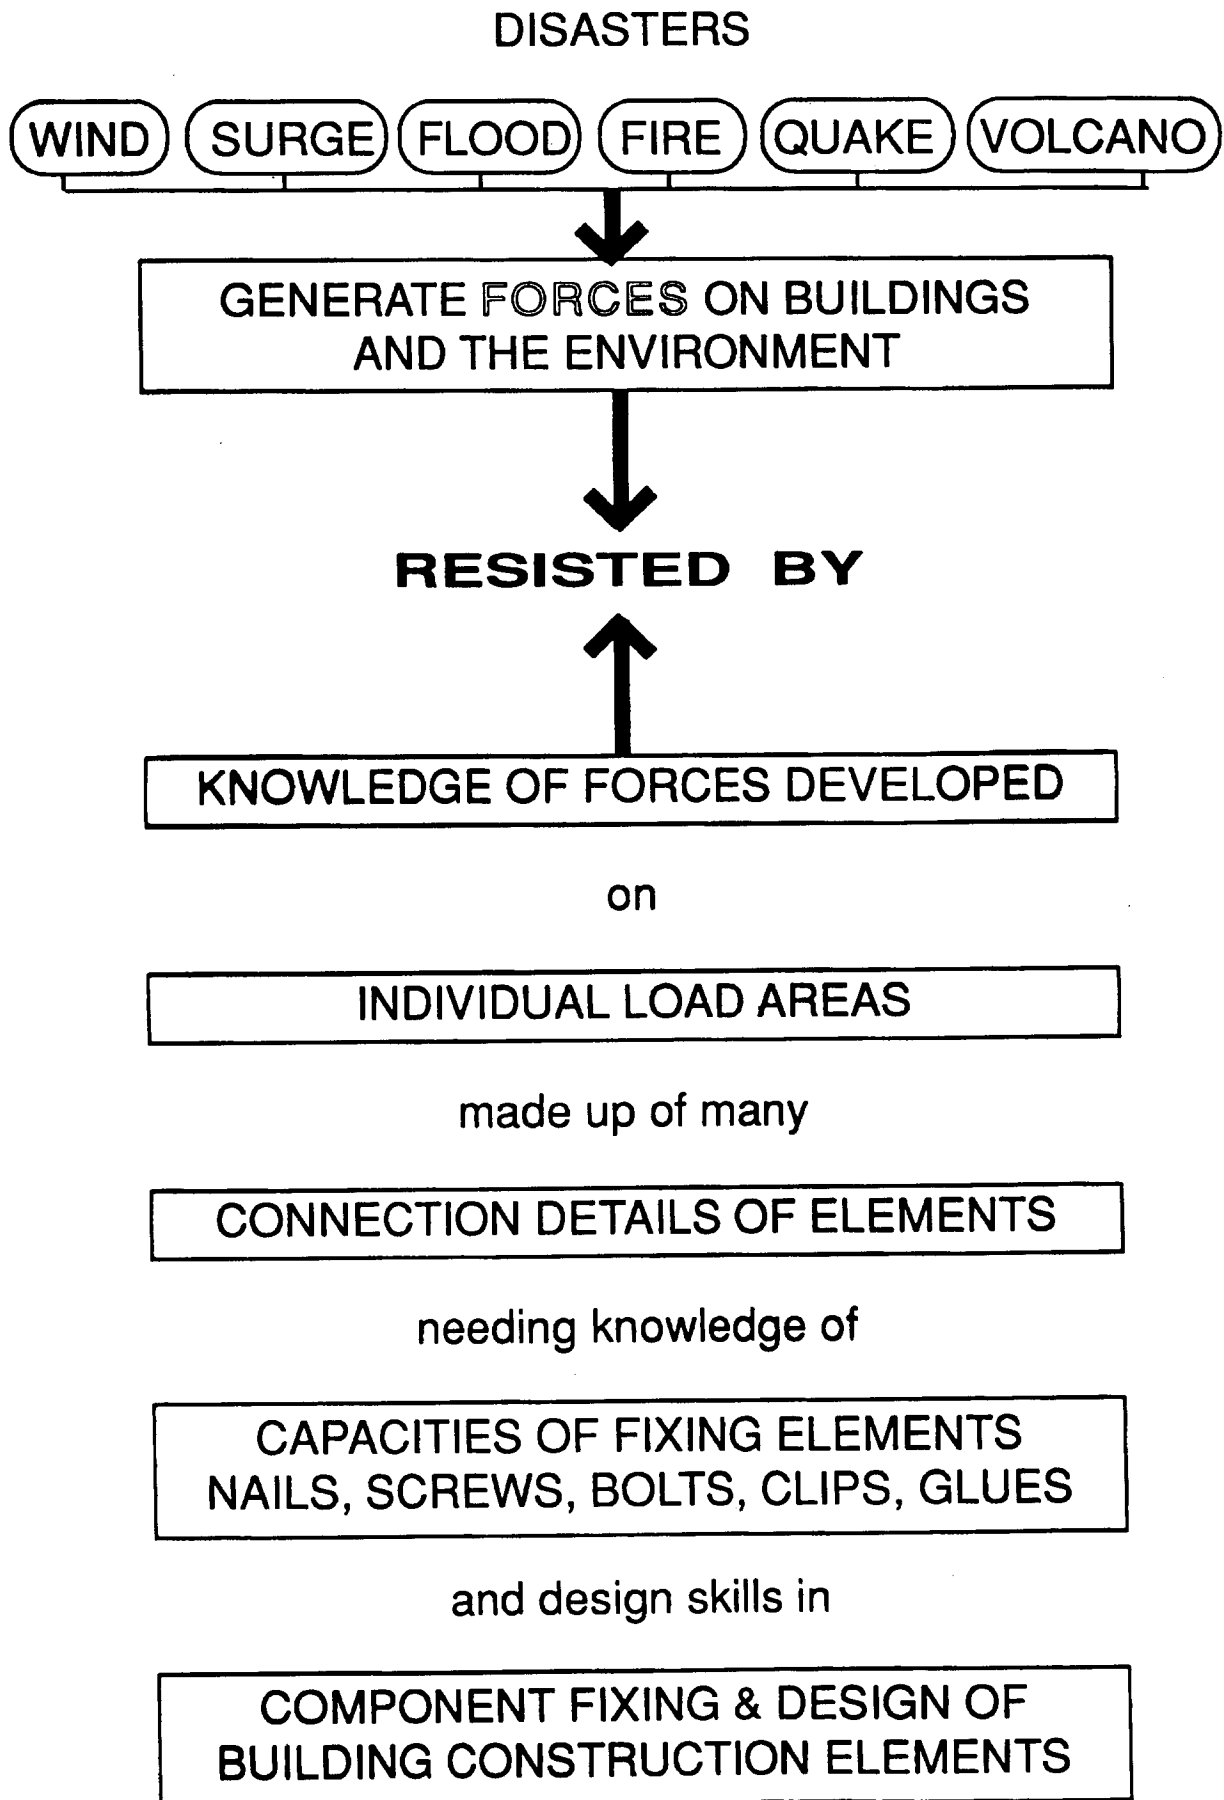 DISASTERS
WIND SURGE FLOOD FIRE QUAKE VOLCANO
GENERATE FORCES ON BUILDINGS
AND THE ENVIRONMENT
RESISTED BY
KNOWLEDGE OF FORCES DEVELOPED
on
INDIVIDUAL LOAD AREAS
made up of many
CONNECTION DETAILS OF ELEMENTS
needing knowledge of
CAPACITIES OF FIXING ELEMENTS
NAILS, SCREWS, BOLTS, CLIPS, GLUES
and design skills in
COMPONENT FIXING & DESIGN OF
BUILDING CONSTRUCTION ELEMENTS